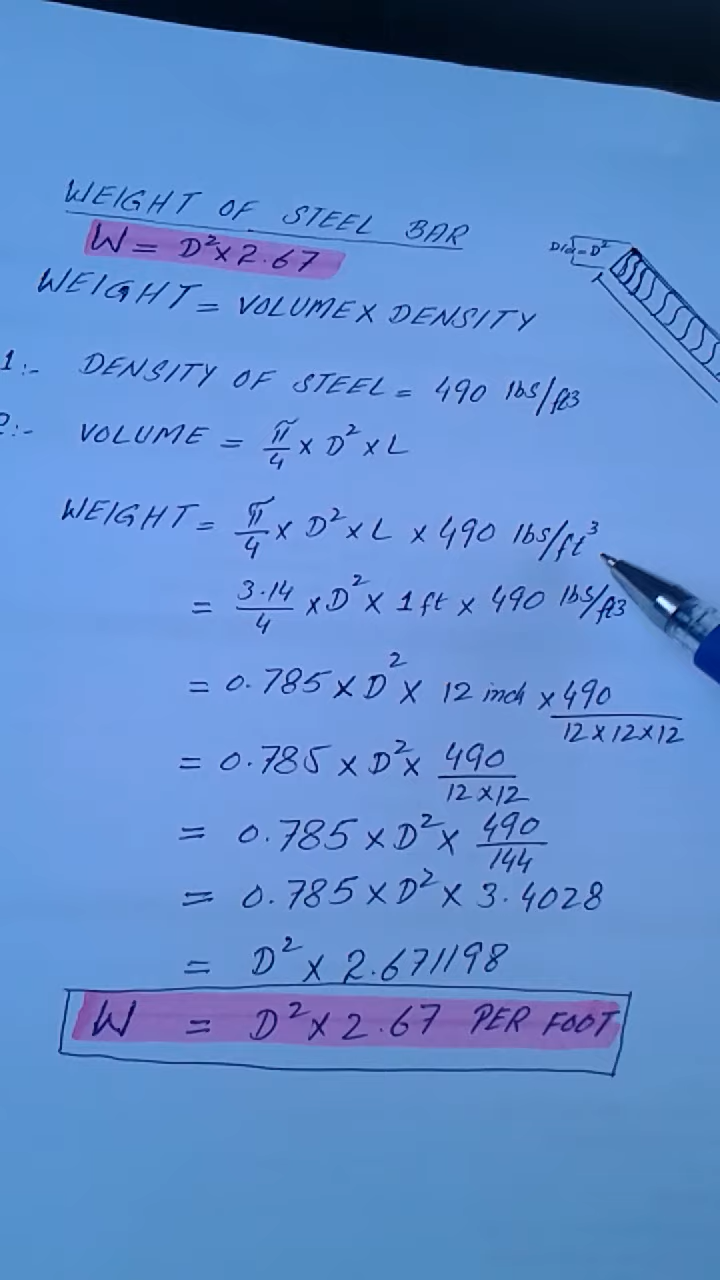 WEIGHT OF STEEL BAR
W = D²x2.67
Dia=D²
WEIGHT = VOLUMEX DENSITY
1:- DENSITY OF STEEL = 490 lbs/ft3
2:- VOLUME = π/4 x D² x L
WEIGHT = π/4 x D² x L x 490 lbs/ft³
= 3.14/4 x D² x 1 ft x 490 lbs/ft3
= 0.785 x D² x 12 inch x 490/12x12x12
= 0.785 x D² x 490/12x12
= 0.785 x D² x 490/144
= 0.785 x D² x 3.4028
= D² x 2.671198
W = D² x 2.67 PER FOOT